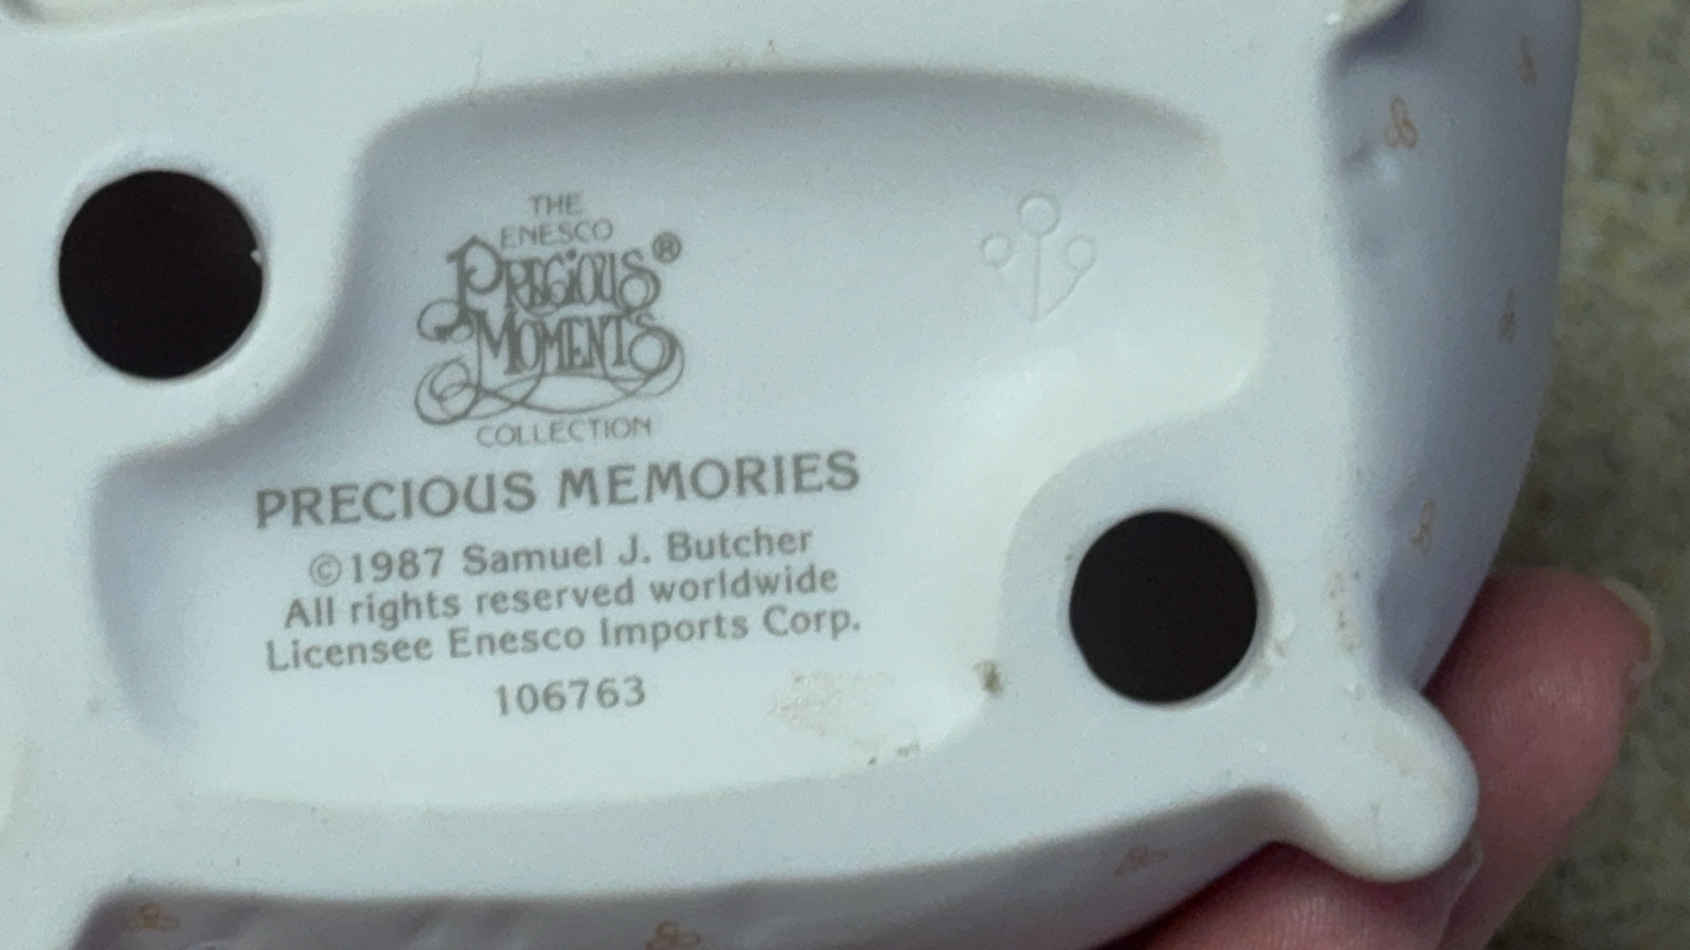 THE
ENESCO
PRECIOUS®
MOMENTS
COLLECTION
PRECIOUS MEMORIES
©1987 Samuel J. Butcher
All rights reserved worldwide
Licensee Enesco Imports Corp.
106763